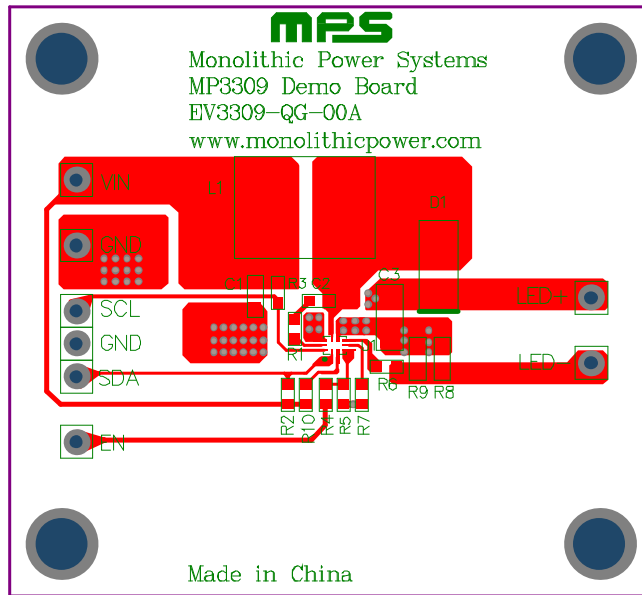 MPS
Monolithic Power Systems
MP3309 Demo Board
EV3309-QG-00A
www.monolithicpower.com
VIN
D1
GND
C1
R3
C2
C3
LED+
SCL
GND
R1
LED-
SDA
R6
R9
R8
R2
R10
R4
R5
R7
EN
Made in China